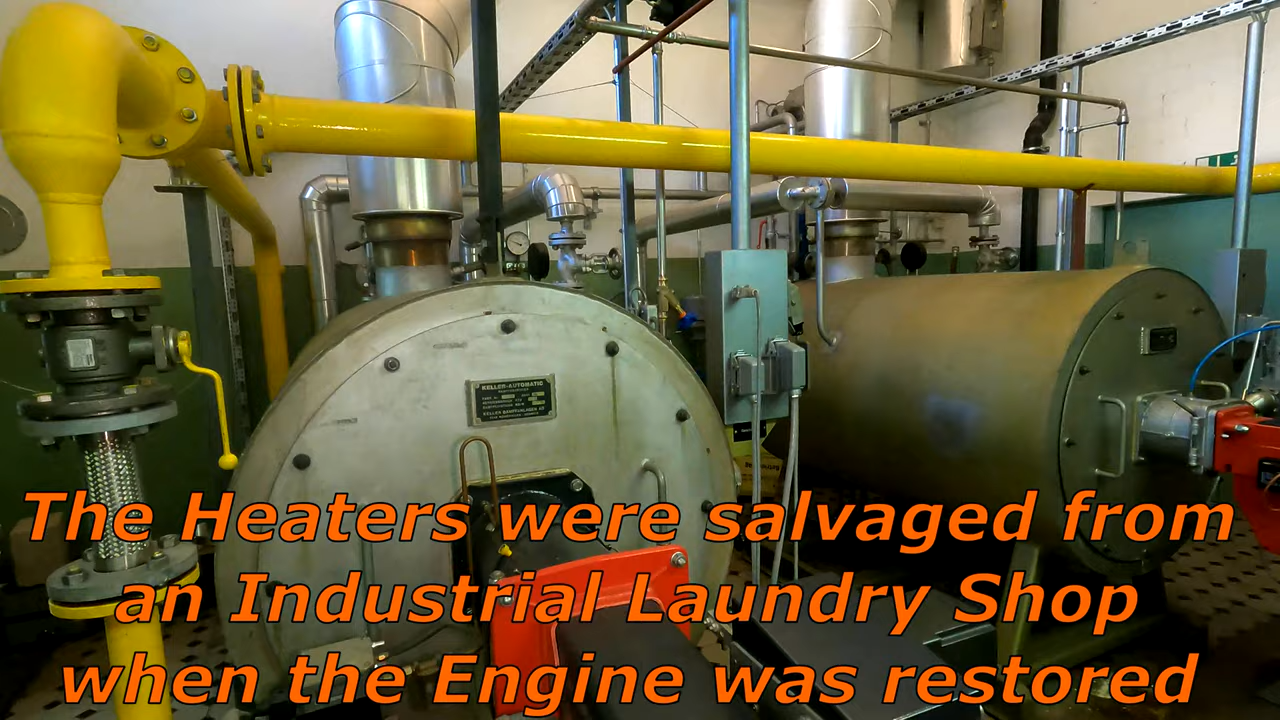 KELLER-AUTOMATIC
The Heaters were salvaged from
an Industrial Laundry Shop
when the Engine was restored